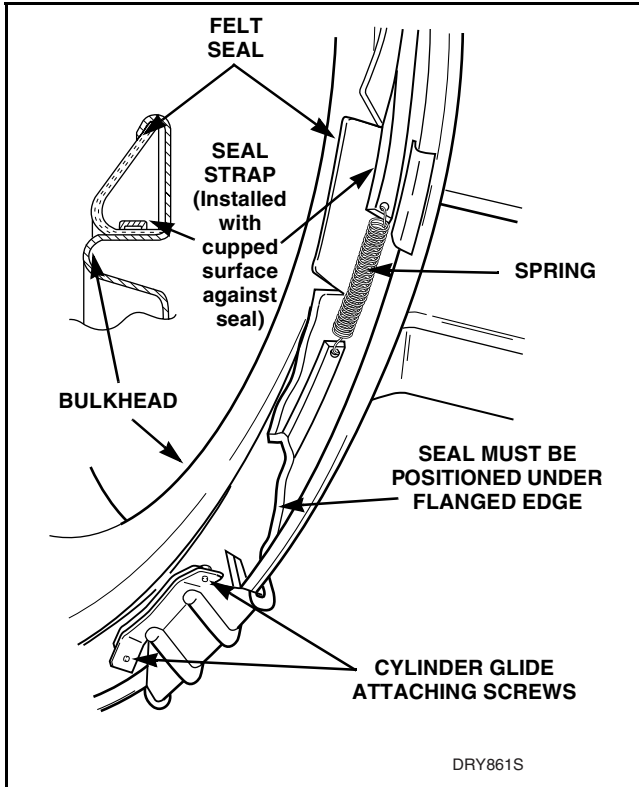 FELT
SEAL
SEAL
STRAP
(Installed
with
cupped
surface
against
seal)
SPRING
BULKHEAD
SEAL MUST BE
POSITIONED UNDER
FLANGED EDGE
CYLINDER GLIDE
ATTACHING SCREWS
DRY861S